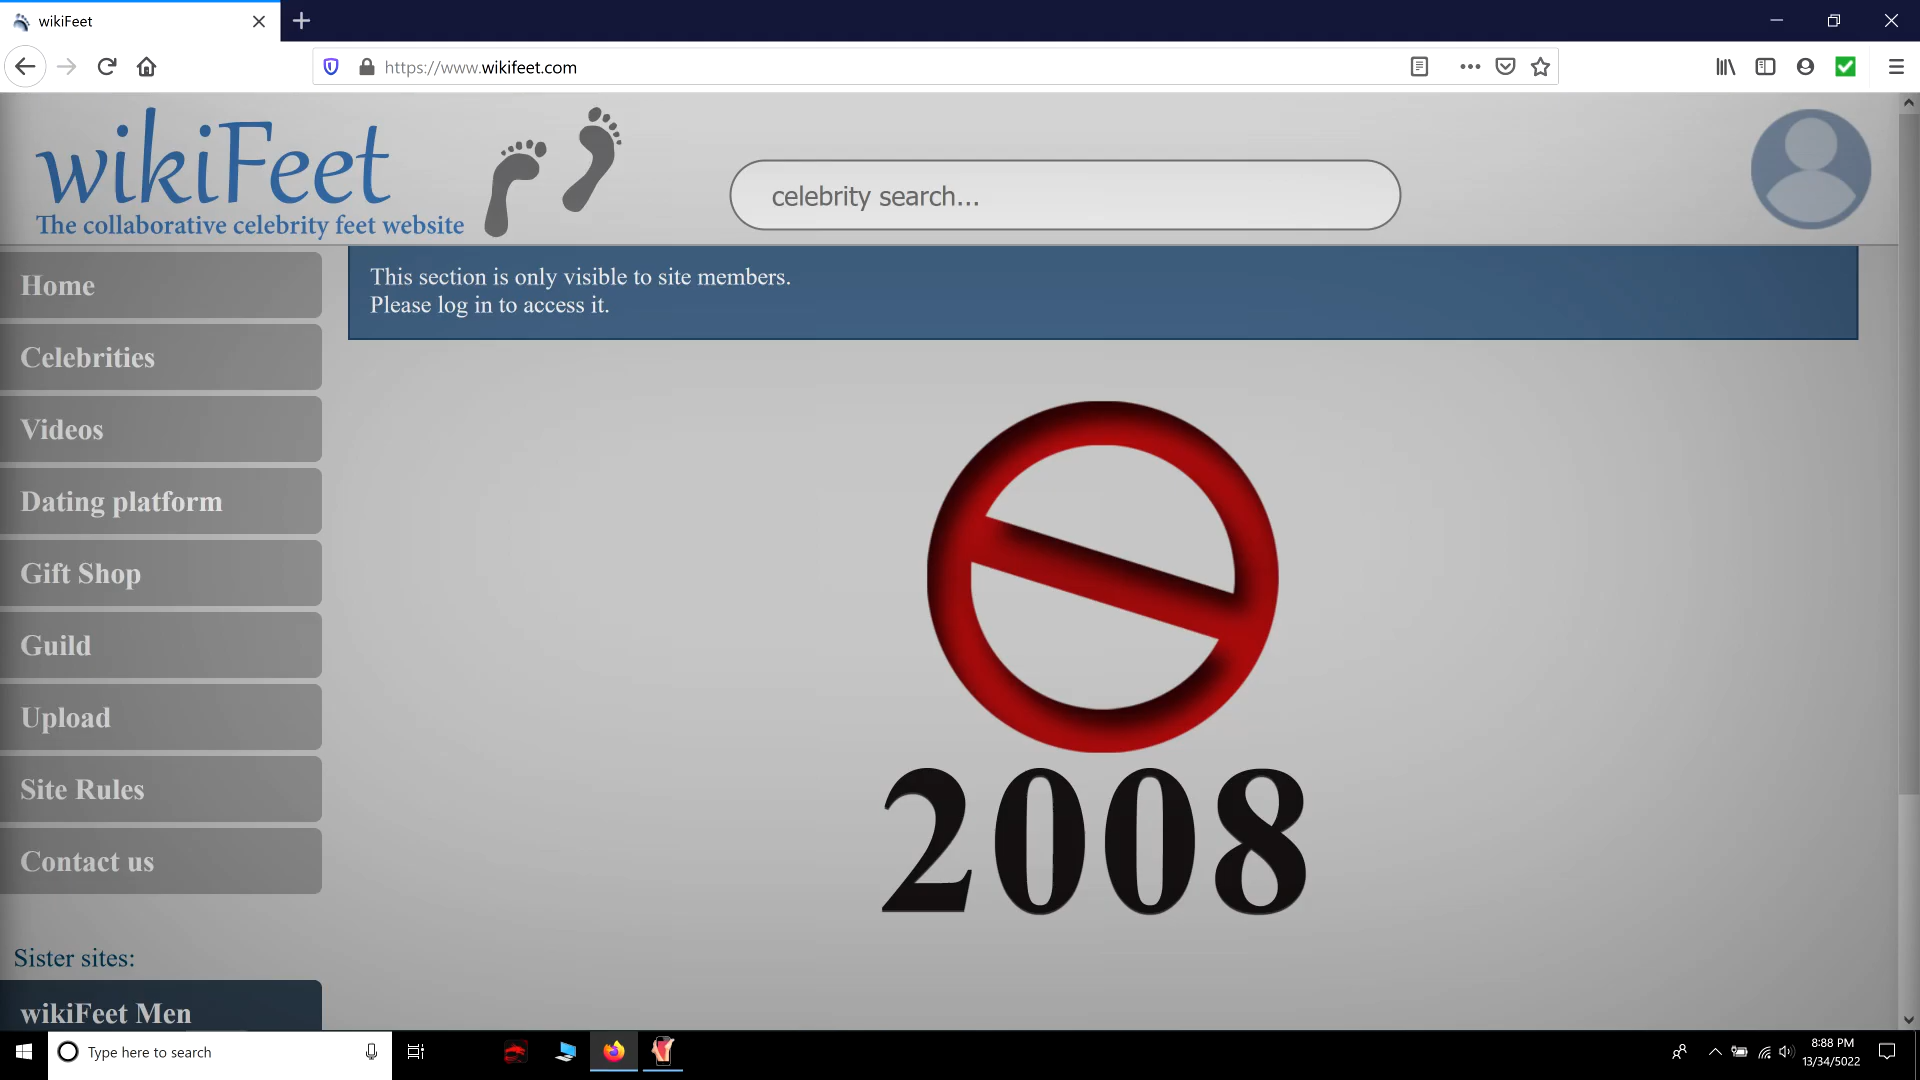 wikiFeet
https://www.wikifeet.com
wikiFeet
The collaborative celebrity feet website
celebrity search...
This section is only visible to site members.
Please log in to access it.
Home
Celebrities
Videos
Dating platform
Gift Shop
Guild
Upload
Site Rules
Contact us
2008
Sister sites:
wikiFeet Men
Type here to search
8:88 PM
13/34/5022